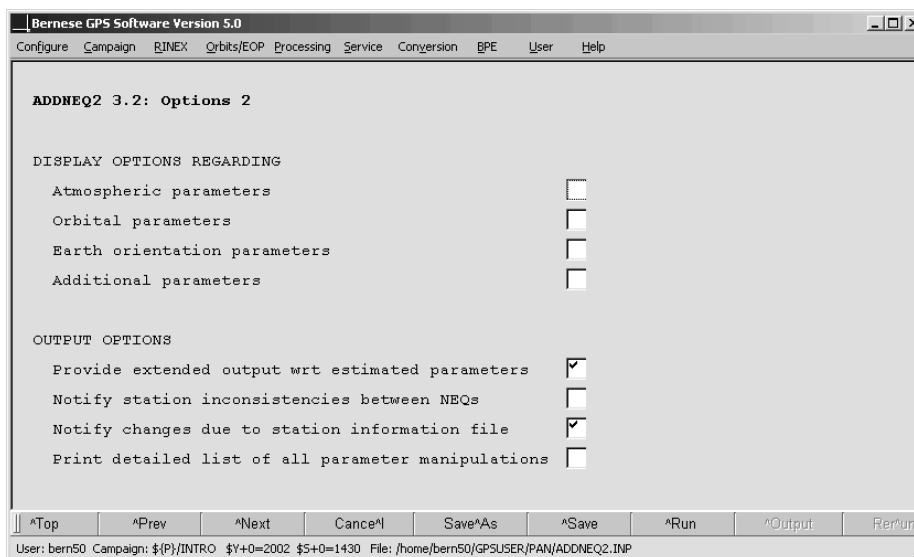 Bernese GPS Software Version 5.0
Configure Campaign RINEX Orbits/EOP Processing Service Conversion BPE User Help
ADDNEQ2 3.2: Options 2
DISPLAY OPTIONS REGARDING
Atmospheric parameters
Orbital parameters
Earth orientation parameters
Additional parameters
OUTPUT OPTIONS
Provide extended output wrt estimated parameters
Notify station inconsistencies between NEQs
Notify changes due to station information file
Print detailed list of all parameter manipulations
^Top ^Prev ^Next Cance^l Save^As ^Save ^Run ^Output Rer^un
User: bern50 Campaign: ${P}/INTRO $Y+0=2002 $S+0=1430 File: /home/bern50/GPSUSER/PAN/ADDNEQ2.INP